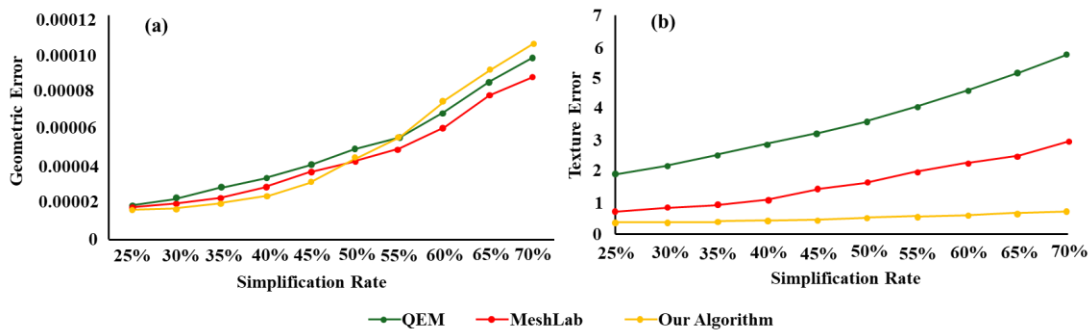 (a)
Geometric Error
0.00012
0.00010
0.00008
0.00006
0.00004
0.00002
0
25% 30% 35% 40% 45% 50% 55% 60% 65% 70%
Simplification Rate
(b)
Texture Error
7
6
5
4
3
2
1
0
25% 30% 35% 40% 45% 50% 55% 60% 65% 70%
Simplification Rate
QEM MeshLab Our Algorithm